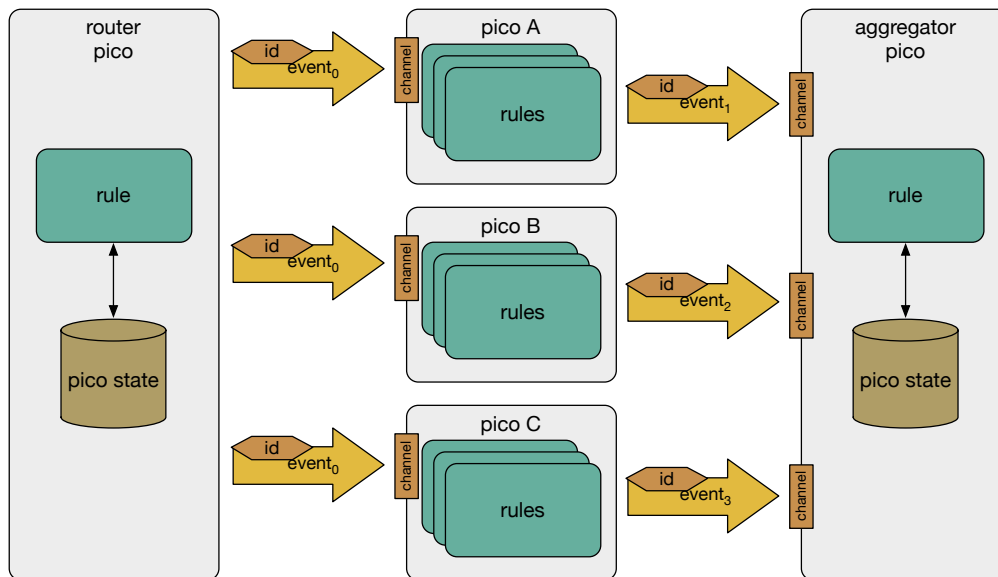 router
pico
rule
pico state
id
event₀
id
event₀
id
event₀
pico A
channel
rules
pico B
channel
rules
pico C
channel
rules
id
event₁
id
event₂
id
event₃
aggregator
pico
channel
channel
channel
rule
pico state